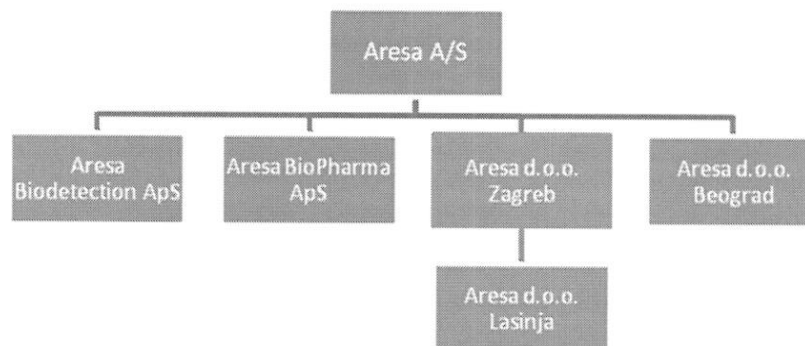 Aresa A/S
Aresa
Biodetection ApS
Aresa BioPharma
ApS
Aresa d.o.o.
Zagreb
Aresa d.o.o.
Beograd
Aresa d.o.o.
Lasinja